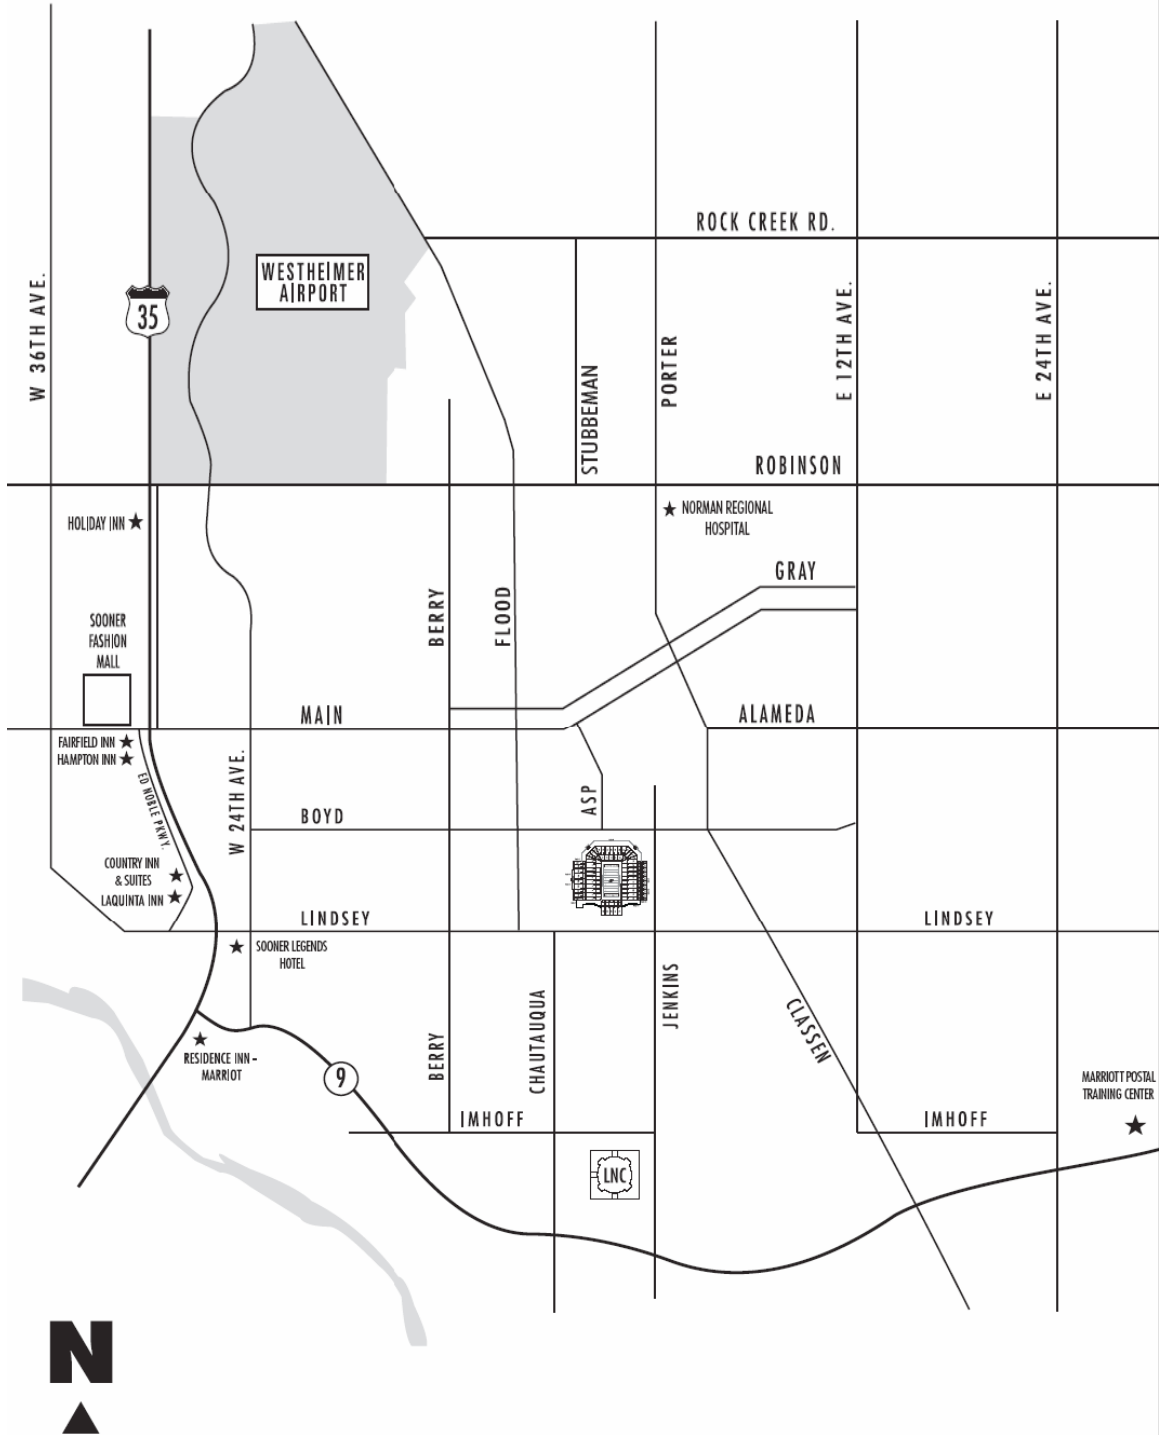 ROCK CREEK RD.
WESTHEIMER
AIRPORT
W 36TH AVE.
35
STUBBEMAN
PORTER
E 12TH AVE.
E 24TH AVE.
ROBINSON
HOLIDAY INN
NORMAN REGIONAL
HOSPITAL
GRAY
BERRY
FLOOD
SOONER
FASHION
MALL
MAIN
ALAMEDA
FAIRFIELD INN
HAMPTON INN
ED NOBLE PKWY.
W 24TH AVE.
ASP
BOYD
COUNTRY INN
& SUITES
LAQUINTA INN
LINDSEY
LINDSEY
SOONER LEGENDS
HOTEL
CHAUTAUQUA
JENKINS
CLASSEN
RESIDENCE INN -
MARRIOT
BERRY
9
MARRIOTT POSTAL
TRAINING CENTER
IMHOFF
IMHOFF
LNC
N